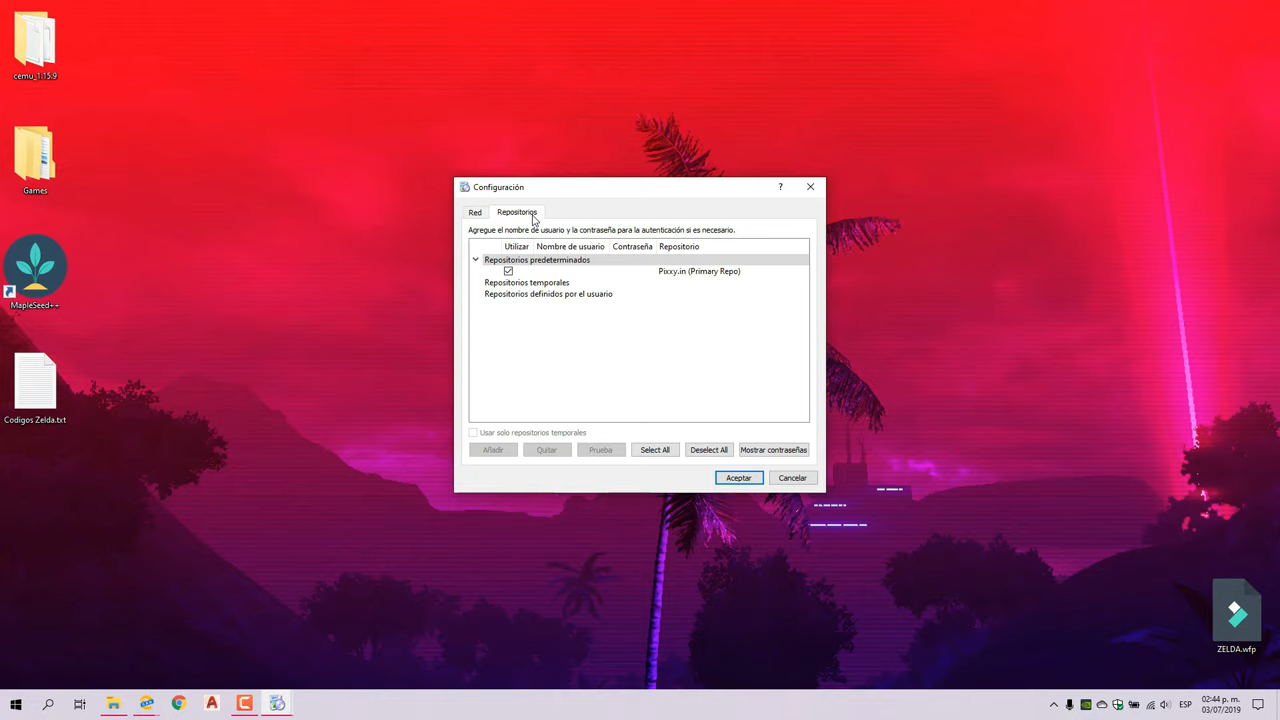 cemu_1.15.9
Games
MapleSeed++
Codigos Zelda.txt
Configuración
?
Red Repositorios
Agregue el nombre de usuario y la contraseña para la autenticación si es necesario.
Utilizar Nombre de usuario Contraseña Repositorio
Repositorios predeterminados
Pixxy.in (Primary Repo)
Repositorios temporales
Repositorios definidos por el usuario
Usar solo repositorios temporales
Añadir Quitar Prueba Select All Deselect All Mostrar contraseñas
Aceptar Cancelar
ZELDA.wfp
ESP
02:44 p. m.
03/07/2019